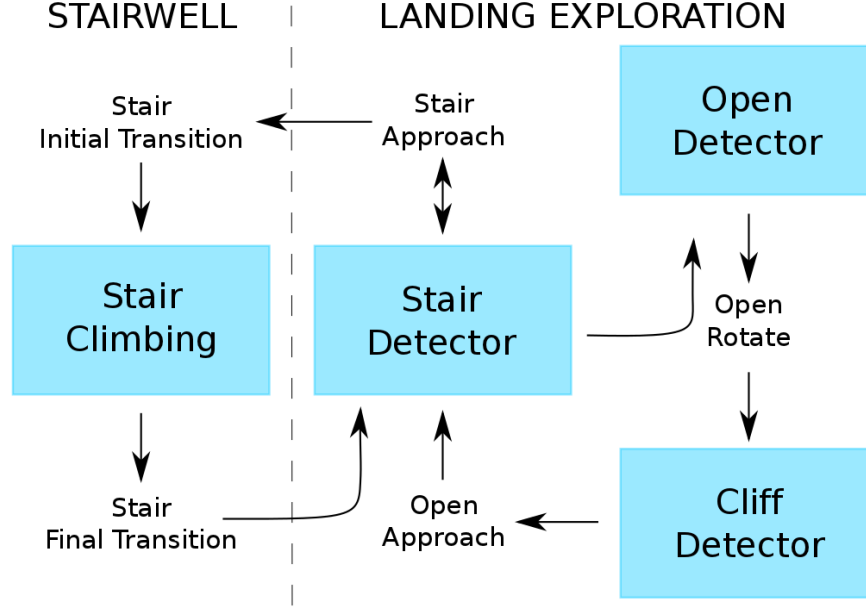 STAIRWELL
LANDING EXPLORATION
Stair
Initial Transition
Stair
Approach
Open
Detector
Stair
Climbing
Stair
Detector
Open
Rotate
Stair
Final Transition
Open
Approach
Cliff
Detector